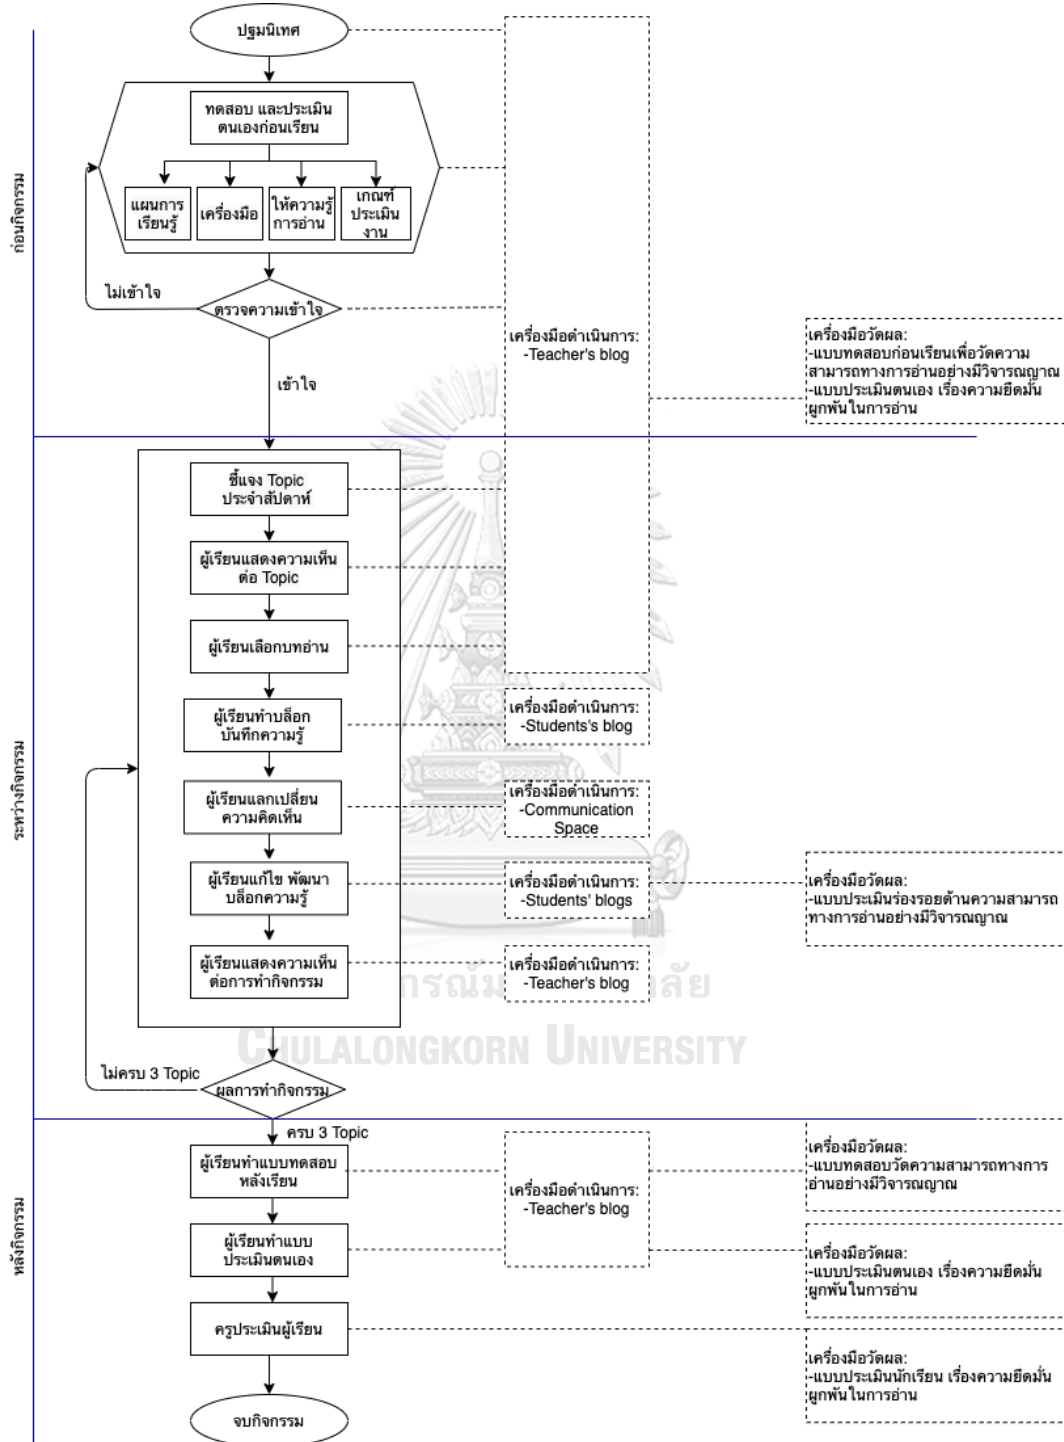 ปฐมนิเทศ
ทดสอบ และประเมิน
ตนเองก่อนเรียน
แผนการ
เรียนรู้
เครื่องมือ
ให้ความรู้
การอ่าน
เกณฑ์
ประเมิน
งาน
ก่อนกิจกรรม
ไม่เข้าใจ
ตรวจความเข้าใจ
เข้าใจ
เครื่องมือดำเนินการ:
-Teacher's blog
เครื่องมือวัดผล:
-แบบทดสอบก่อนเรียนเพื่อวัดความ
สามารถทางการอ่านอย่างมีวิจารณญาณ
-แบบประเมินตนเอง เรื่องความยึดมั่น
ผูกพันในการอ่าน
ชี้แจง Topic
ประจำสัปดาห์
ผู้เรียนแสดงความเห็น
ต่อ Topic
ผู้เรียนเลือกบทอ่าน
ผู้เรียนทำบล็อก
บันทึกความรู้
เครื่องมือดำเนินการ:
-Students's blog
ระหว่างกิจกรรม
ผู้เรียนแลกเปลี่ยน
ความคิดเห็น
เครื่องมือดำเนินการ:
-Communication
Space
ผู้เรียนแก้ไข พัฒนา
บล็อกความรู้
เครื่องมือดำเนินการ:
-Students' blogs
เครื่องมือวัดผล:
-แบบประเมินร่องรอยด้านความสามารถ
ทางการอ่านอย่างมีวิจารณญาณ
ผู้เรียนแสดงความเห็น
ต่อการทำกิจกรรม
เครื่องมือดำเนินการ:
-Teacher's blog
CHULALONGKORN UNIVERSITY
ไม่ครบ 3 Topic
ผลการทำกิจกรรม
ครบ 3 Topic
หลังกิจกรรม
ผู้เรียนทำแบบทดสอบ
หลังเรียน
เครื่องมือดำเนินการ:
-Teacher's blog
เครื่องมือวัดผล:
-แบบทดสอบวัดความสามารถทางการ
อ่านอย่างมีวิจารณญาณ
ผู้เรียนทำแบบ
ประเมินตนเอง
เครื่องมือวัดผล:
-แบบประเมินตนเอง เรื่องความยึดมั่น
ผูกพันในการอ่าน
ครูประเมินผู้เรียน
เครื่องมือวัดผล:
-แบบประเมินนักเรียน เรื่องความยึดมั่น
ผูกพันในการอ่าน
จบกิจกรรม